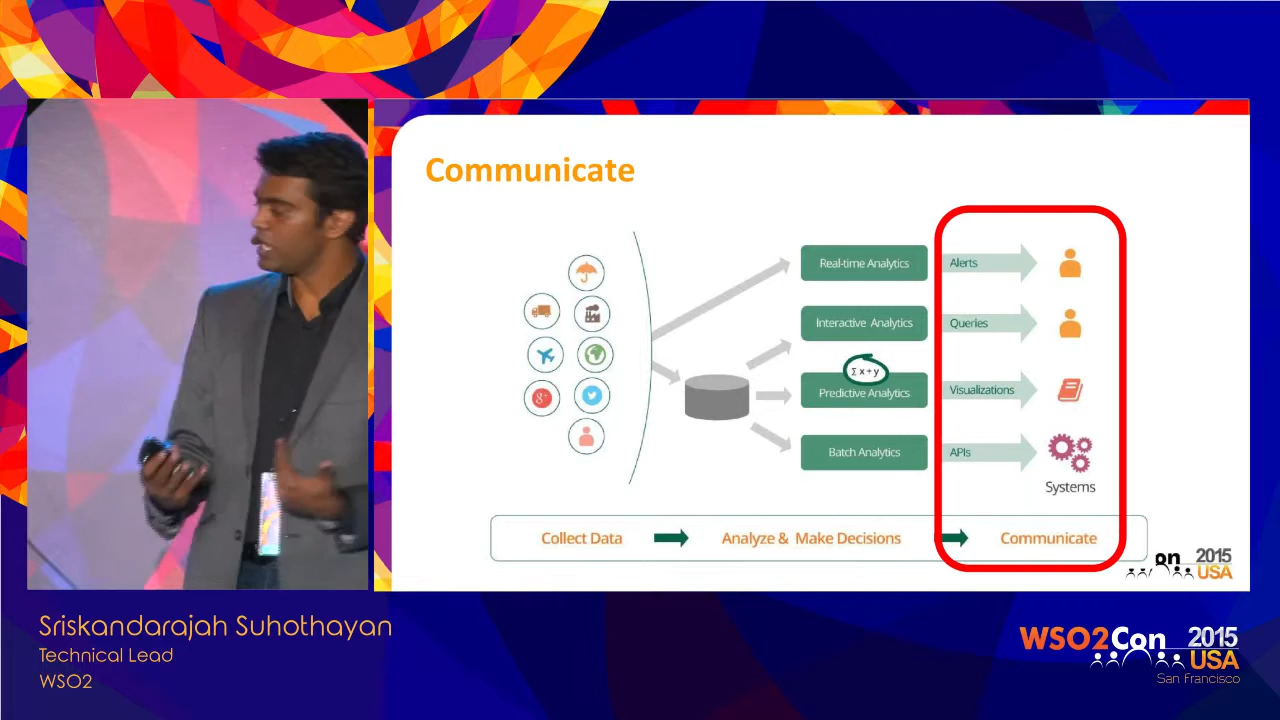 Communicate
Real-time Analytics
Alerts
Interactive Analytics
Queries
Σ x + y
Predictive Analytics
Visualizations
8+
Batch Analytics
APIs
Systems
Collect Data
Analyze & Make Decisions
Communicate
on 2015
USA
Sriskandarajah Suhothayan
Technical Lead
WSO2
WSO2Con 2015
USA
San Francisco